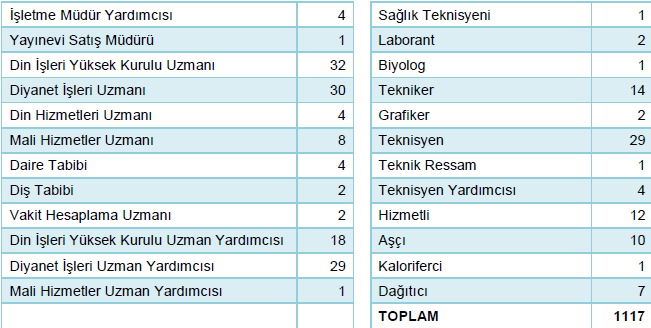 İşletme Müdür Yardımcısı 4
Yayınevi Satış Müdürü 1
Din İşleri Yüksek Kurulu Uzmanı 32
Diyanet İşleri Uzmanı 30
Din Hizmetleri Uzmanı 4
Mali Hizmetler Uzmanı 8
Daire Tabibi 4
Diş Tabibi 2
Vakit Hesaplama Uzmanı 2
Din İşleri Yüksek Kurulu Uzman Yardımcısı 18
Diyanet İşleri Uzman Yardımcısı 29
Mali Hizmetler Uzman Yardımcısı 1
Sağlık Teknisyeni 1
Laborant 2
Biyolog 1
Tekniker 14
Grafiker 2
Teknisyen 29
Teknik Ressam 1
Teknisyen Yardımcısı 4
Hizmetli 12
Aşçı 10
Kaloriferci 1
Dağıtıcı 7
TOPLAM 1117